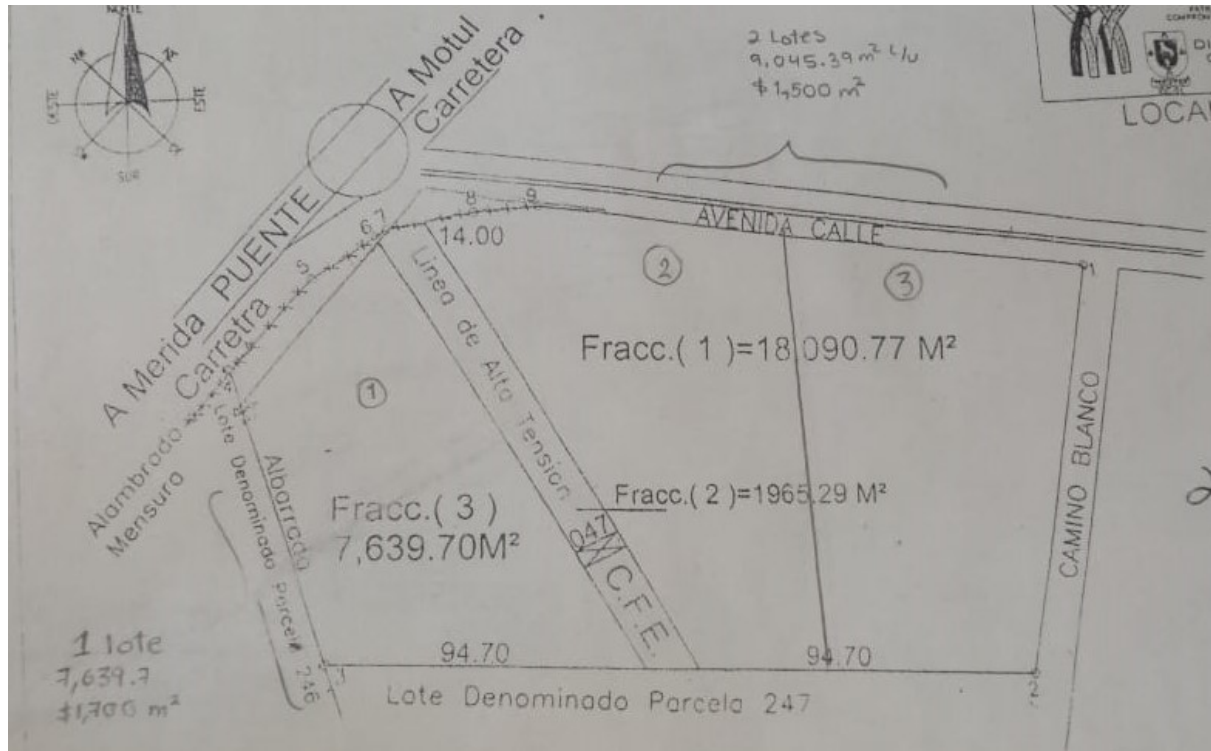 NORTE
OESTE
ESTE
SUR
2 Lotes
9,045.39 m² c/u
$1,500 m²
LOCA
A Motul
Carretera
A Merida PUENTE
Carretra
5
6
7
8
9
14.00
AVENIDA CALLE
1
②
③
①
Linea de Alta Tension
Fracc.( 1 )=18,090.77 M²
Alambrado
Mensuro
Albarrada
Lote Denominado Parcela 246
Fracc.( 2 )=1965.29 M²
Fracc.( 3 )
7,639.70M²
047
C.F.E.
CAMINO BLANCO
1 lote
7,639.7
$1,700 m²
94.70
94.70
2
Lote Denominado Parcela 247